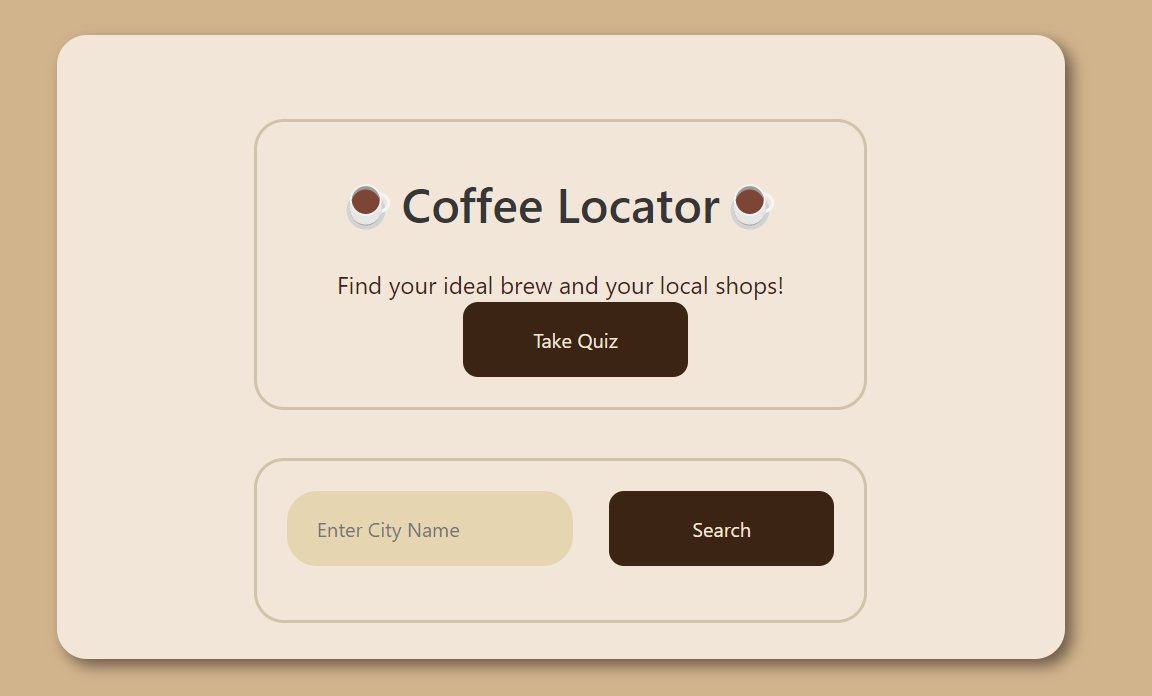 ☕ Coffee Locator ☕
Find your ideal brew and your local shops!
Take Quiz
Enter City Name
Search